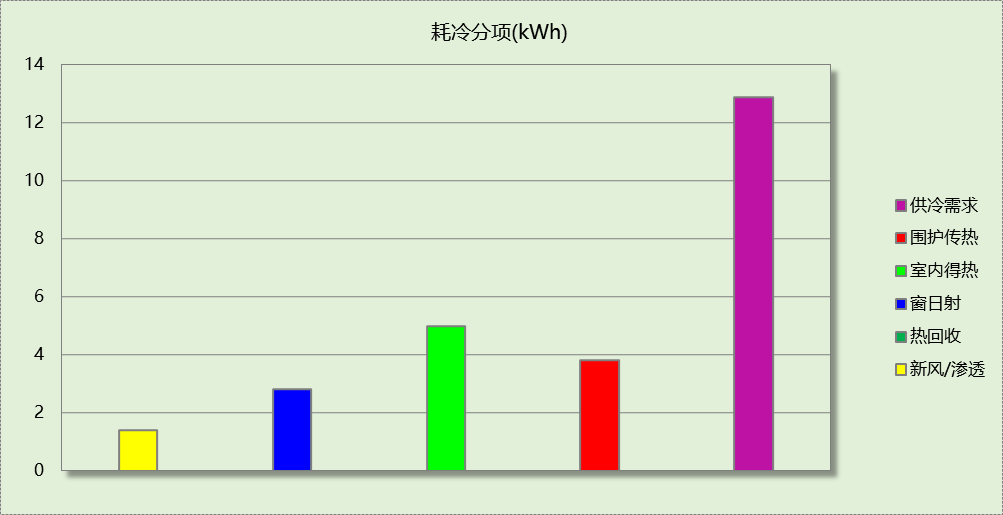 耗冷分项(kWh)
14
12
10
8
6
4
2
0
供冷需求
围护传热
室内得热
窗日射
热回收
新风/渗透